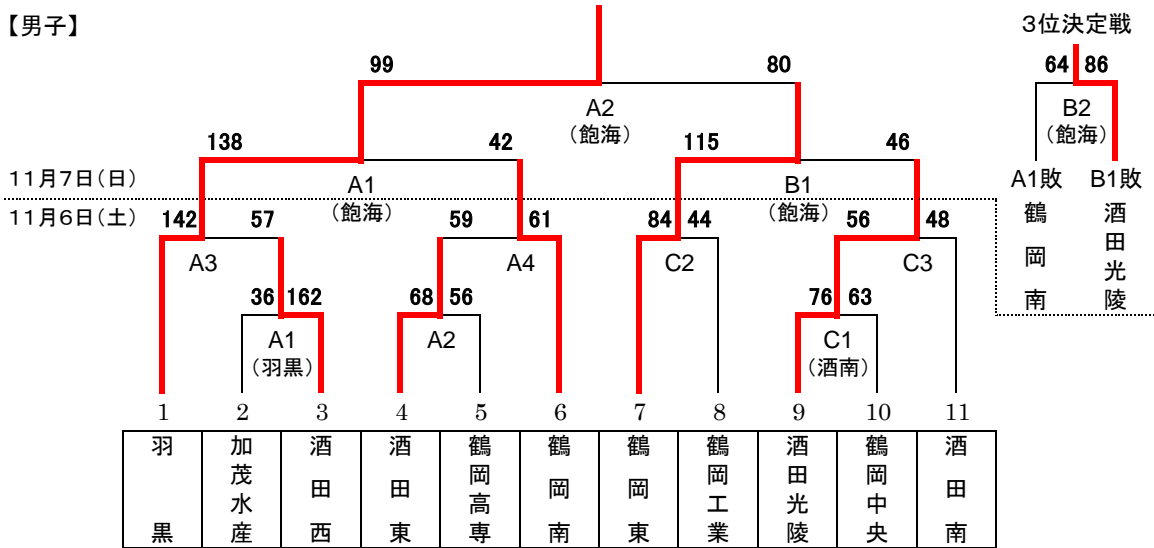 【男子】
3位決定戦
99 80
64 86
A2
(飽海)
B2
(飽海)
138 42 115 46
11月7日(日)
A1
(飽海)
B1
(飽海)
A1敗 B1敗
鶴岡南
酒田光陵
11月6日(土)
142 57 59 61 84 44 56 48
A3 A4 C2 C3
36 162 68 56 76 63
A1
(羽黒)
A2
C1
(酒南)
1 2 3 4 5 6 7 8 9 10 11
羽黒
加茂水産
酒田西
酒田東
鶴岡高専
鶴岡南
鶴岡東
鶴岡工業
酒田光陵
鶴岡中央
酒田南